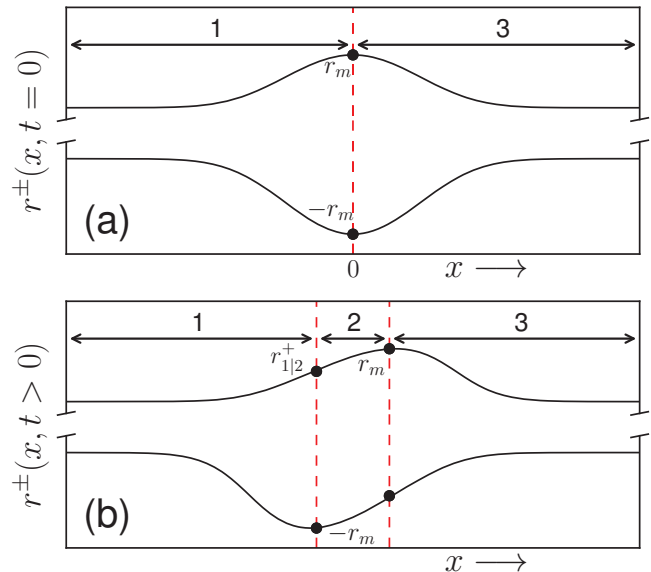 1 3
r_m
r^±(x, t = 0)
−r_m
(a)
0 x ⟶
1 2 3
r^+_{1|2} r_m
r^±(x, t > 0)
(b) −r_m
x ⟶